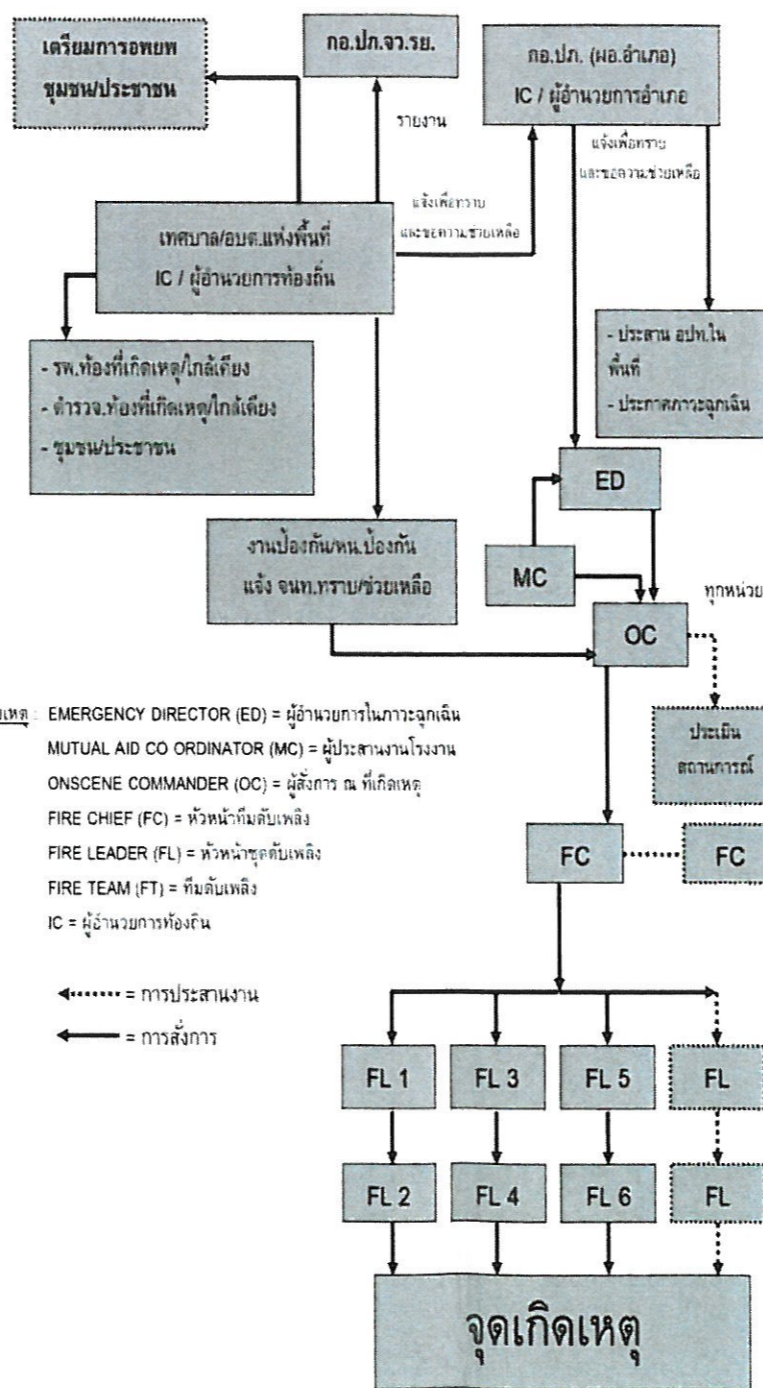 เตรียมการอพยพ
ชุมชน/ประชาชน
กอ.ปภ.จว.รย.
กอ.ปภ. (ผอ.อำเภอ)
IC / ผู้อำนวยการอำเภอ
รายงาน
แจ้งเพื่อทราบ
และขอความช่วยเหลือ
แจ้งเพื่อทราบ
และขอความช่วยเหลือ
เทศบาล/อบต.แห่งพื้นที่
IC / ผู้อำนวยการท้องถิ่น
- รพ.ท้องที่เกิดเหตุ/ใกล้เคียง
- ตำรวจ.ท้องที่เกิดเหตุ/ใกล้เคียง
- ชุมชน/ประชาชน
- ประสาน อปท.ใน
พื้นที่
- ประกาศภาวะฉุกเฉิน
ED
งานป้องกัน/หน.ป้องกัน
แจ้ง จนท.ทราบ/ช่วยเหลือ
MC
ทุกหน่วย
OC
ยเหตุ : EMERGENCY DIRECTOR (ED) = ผู้อำนวยการในภาวะฉุกเฉิน
MUTUAL AID CO ORDINATOR (MC) = ผู้ประสานงานโรงงาน
ONSCENE COMMANDER (OC) = ผู้สั่งการ ณ ที่เกิดเหตุ
FIRE CHIEF (FC) = หัวหน้าทีมดับเพลิง
FIRE LEADER (FL) = หัวหน้าชุดดับเพลิง
FIRE TEAM (FT) = ทีมดับเพลิง
IC = ผู้อำนวยการท้องถิ่น
ประเมิน
สถานการณ์
FC
FC
= การประสานงาน
= การสั่งการ
FL 1
FL 3
FL 5
FL
FL 2
FL 4
FL 6
FL
จุดเกิดเหตุ